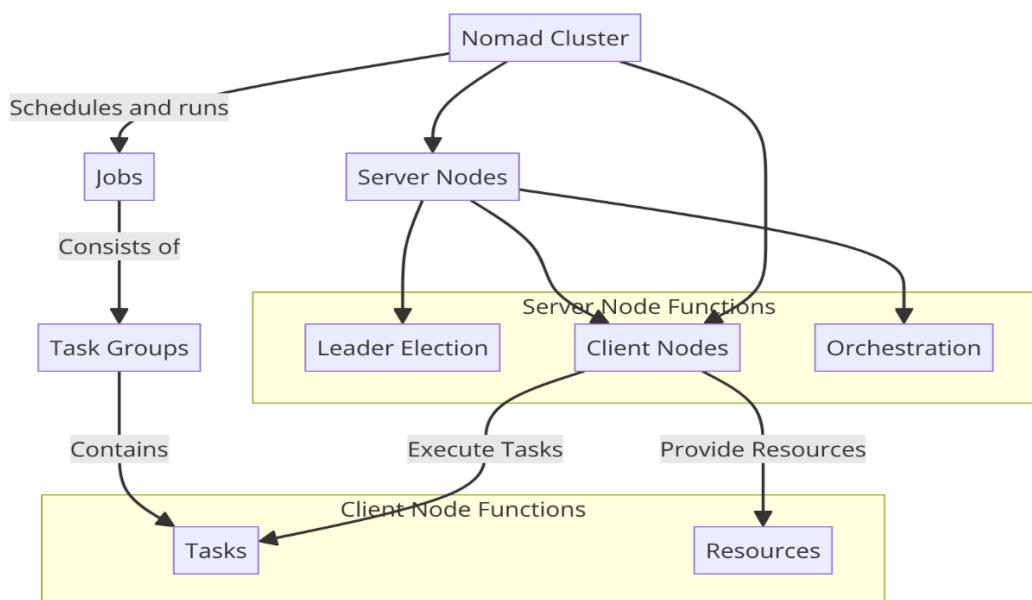 Nomad Cluster
Schedules and runs
Jobs
Server Nodes
Consists of
Server Node Functions
Task Groups
Leader Election
Client Nodes
Orchestration
Contains
Execute Tasks
Provide Resources
Client Node Functions
Tasks
Resources